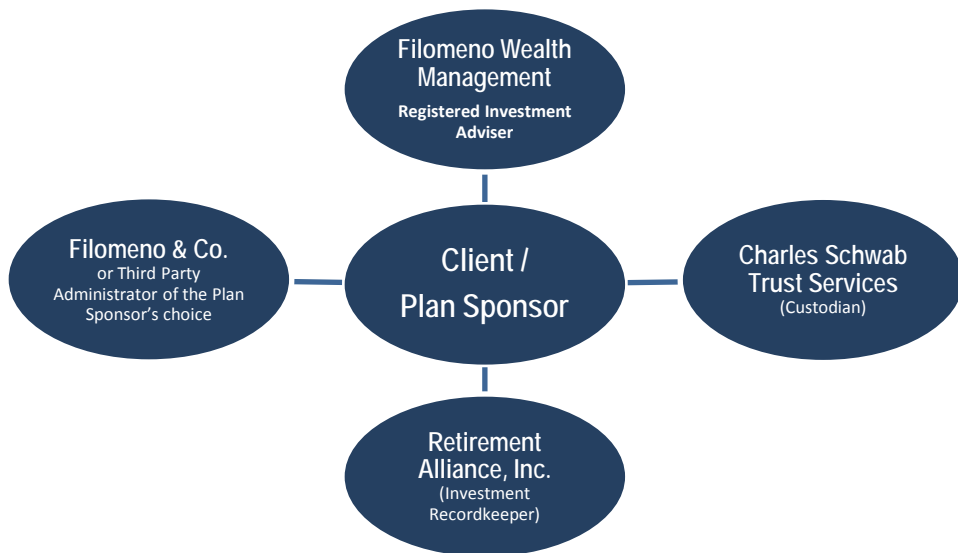 Filomeno Wealth
Management
Registered Investment
Adviser
Filomeno & Co.
or Third Party
Administrator of the Plan
Sponsor’s choice
Client /
Plan Sponsor
Charles Schwab
Trust Services
(Custodian)
Retirement
Alliance, Inc.
(Investment
Recordkeeper)